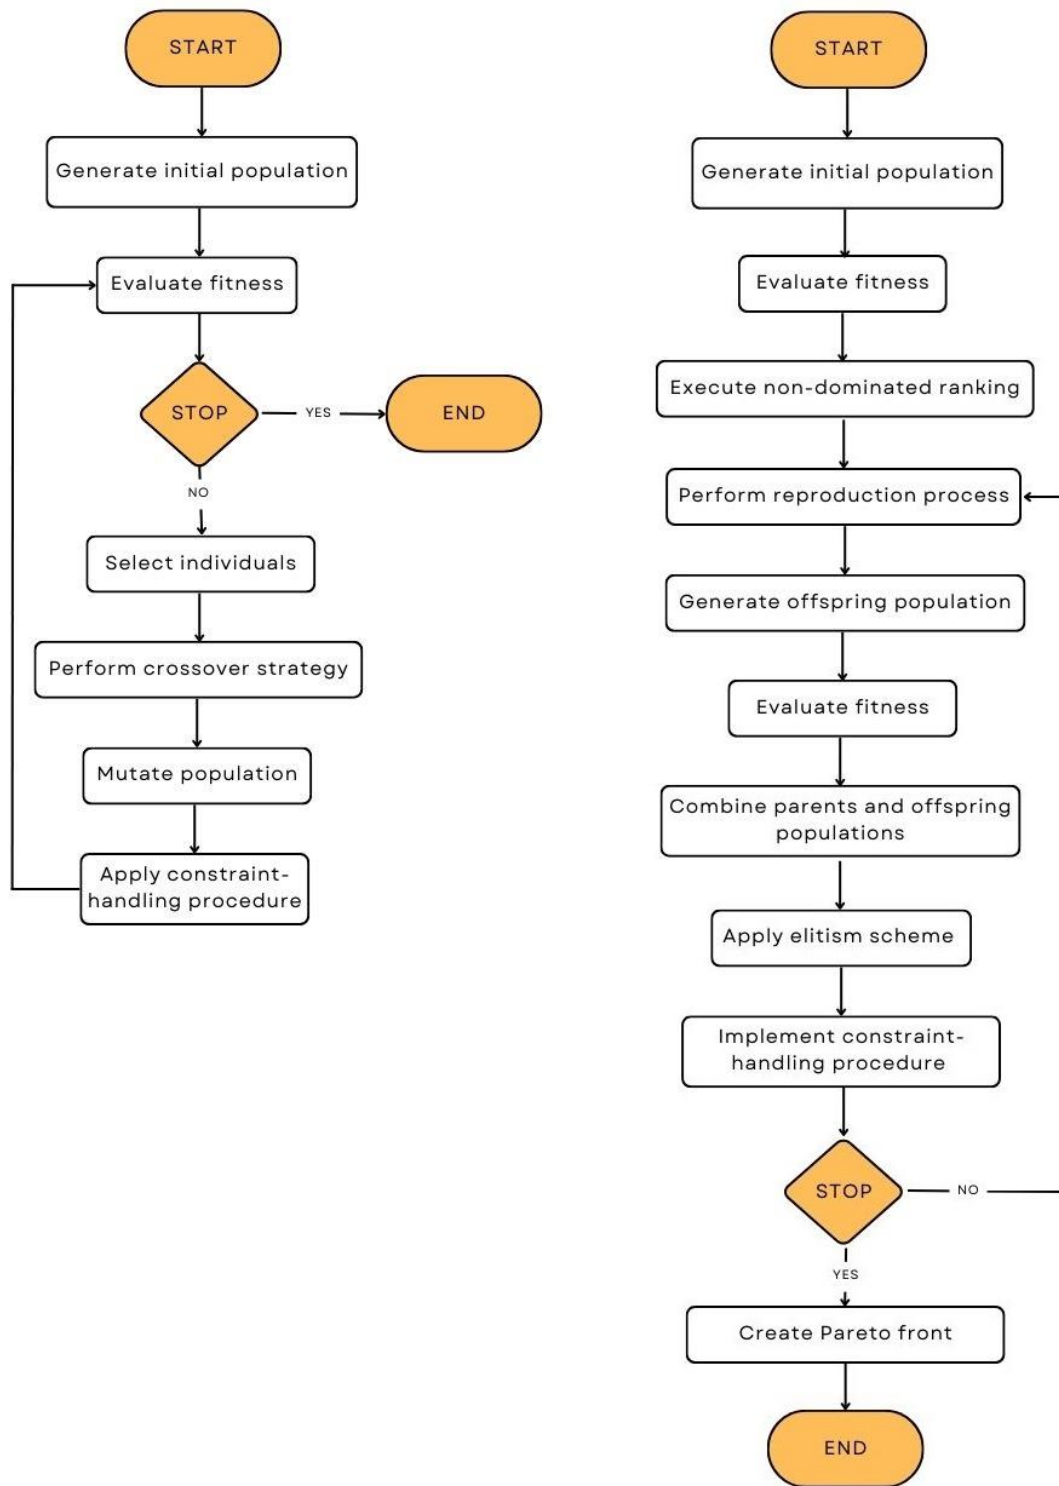 START
Generate initial population
Evaluate fitness
STOP
YES
END
NO
Select individuals
Perform crossover strategy
Mutate population
Apply constraint-
handling procedure
START
Generate initial population
Evaluate fitness
Execute non-dominated ranking
Perform reproduction process
Generate offspring population
Evaluate fitness
Combine parents and offspring
populations
Apply elitism scheme
Implement constraint-
handling procedure
STOP
NO
YES
Create Pareto front
END